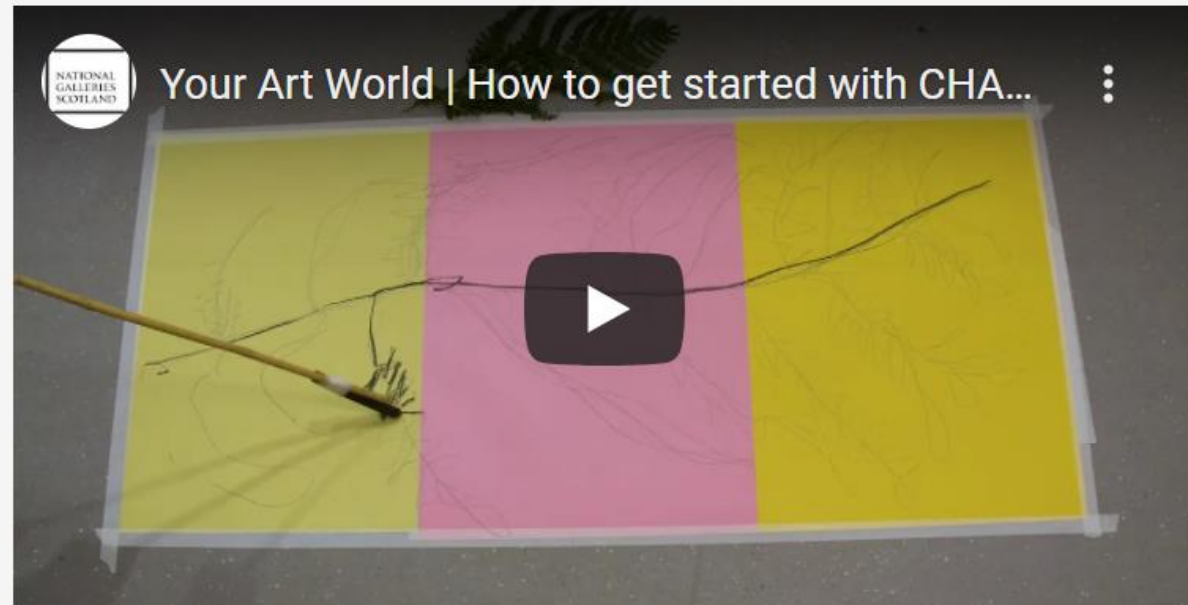 NATIONAL
GALLERIES
SCOTLAND
Your Art World | How to get started with CHA...